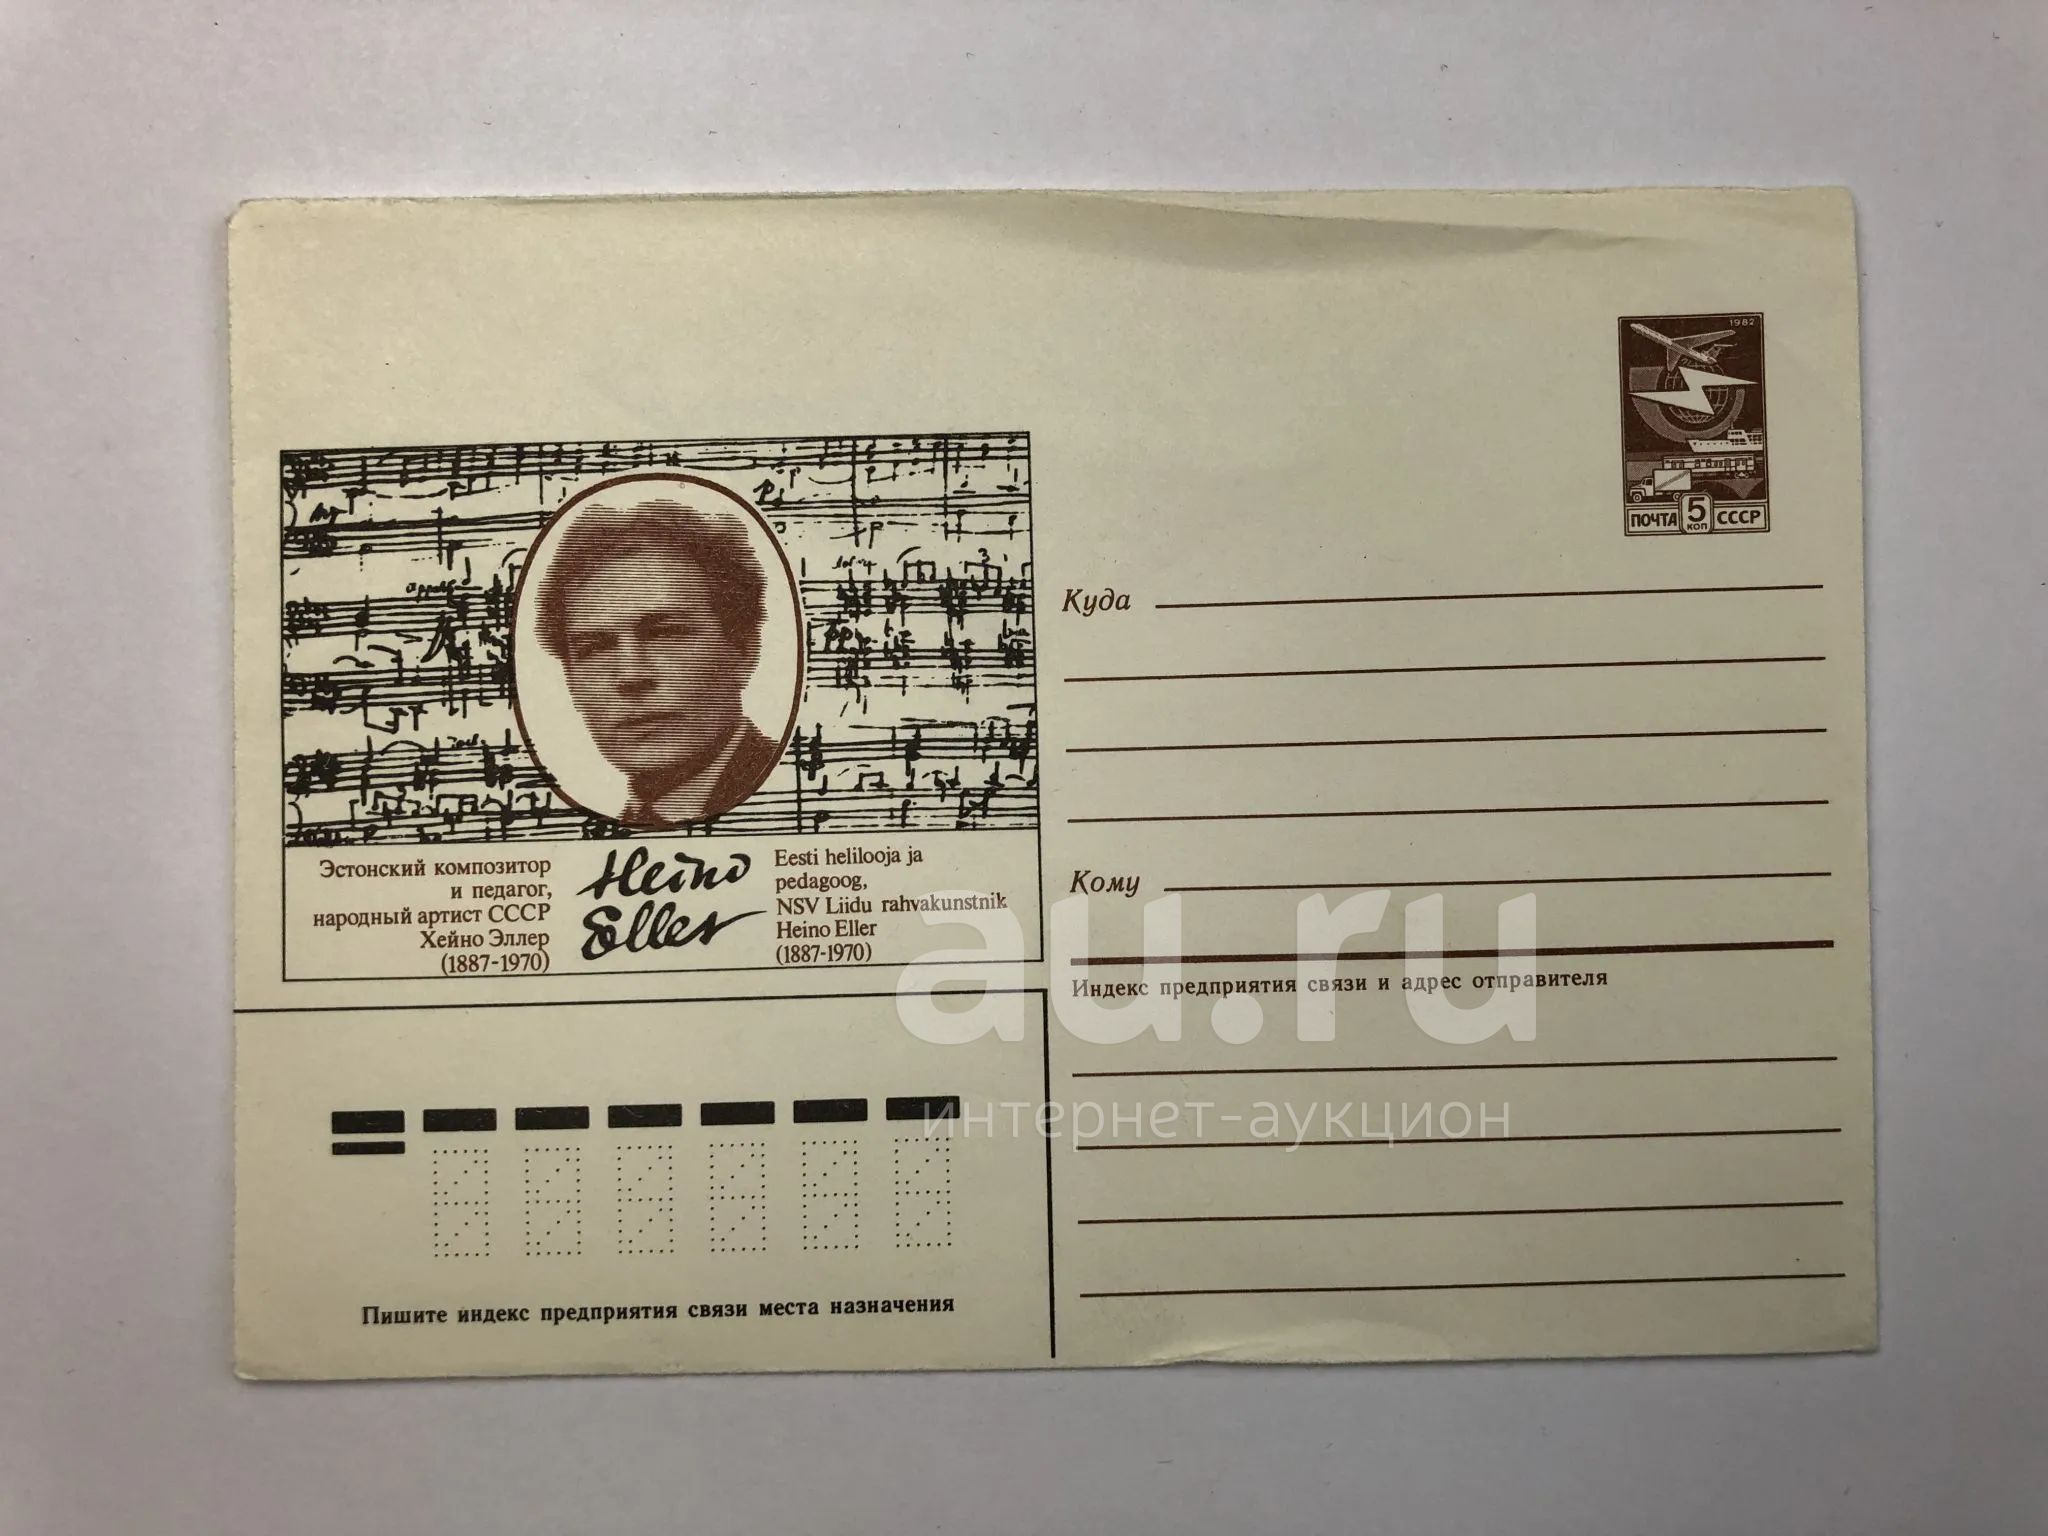 1982
ПОЧТА 5 КОП СССР
Эстонский композитор
и педагог,
народный артист СССР
Хейно Эллер
(1887-1970)
Heino
Eller
Eesti helilooja ja
pedagoog,
NSV Liidu rahvakunstnik
Heino Eller
(1887-1970)
Куда
Кому
Индекс предприятия связи и адрес отправителя
Пишите индекс предприятия связи места назначения
au.ru
интернет-аукцион